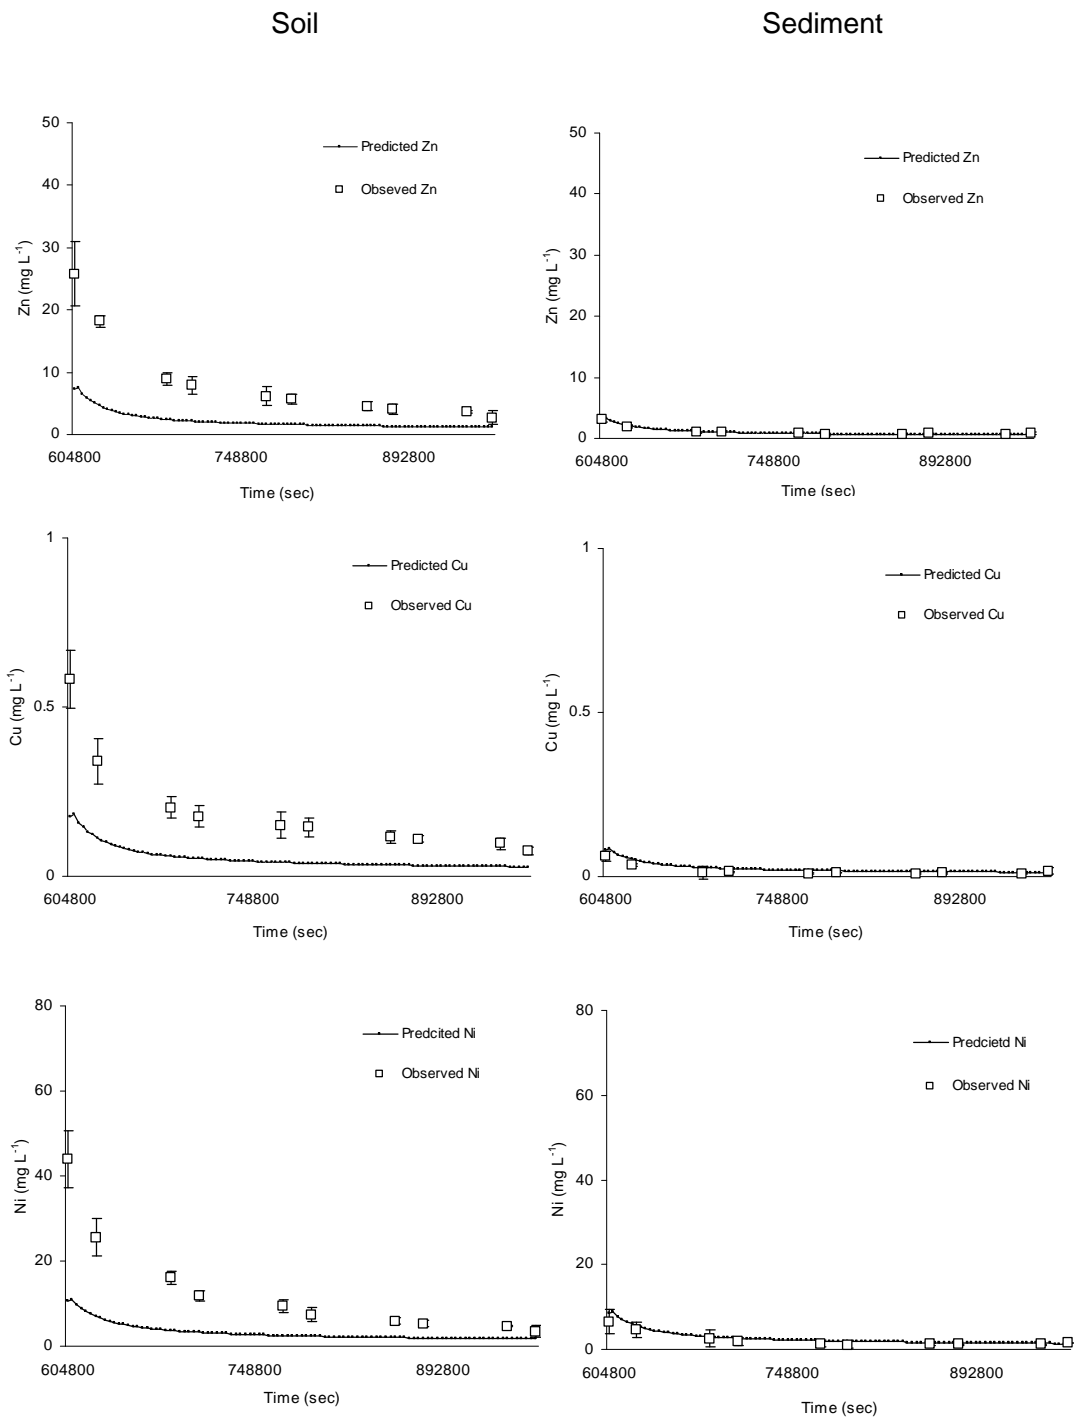 Soil
Sediment
50
40
30
20
10
0
Zn (mg L-1)
Predicted Zn
Obseved Zn
604800 748800 892800
Time (sec)
50
40
30
20
10
0
Zn (mg L-1)
Predicted Zn
Observed Zn
604800 748800 892800
Time (sec)
1
0.5
0
Cu (mg L-1)
Predicted Cu
Observed Cu
604800 748800 892800
Time (sec)
1
0.5
0
Cu (mg L-1)
Predicted Cu
Observed Cu
604800 748800 892800
Time (sec)
80
60
40
20
0
Ni (mg L-1)
Predcited Ni
Observed Ni
604800 748800 892800
Time (sec)
80
60
40
20
0
Ni (mg L-1)
Predcietd Ni
Observed Ni
604800 748800 892800
Time (sec)